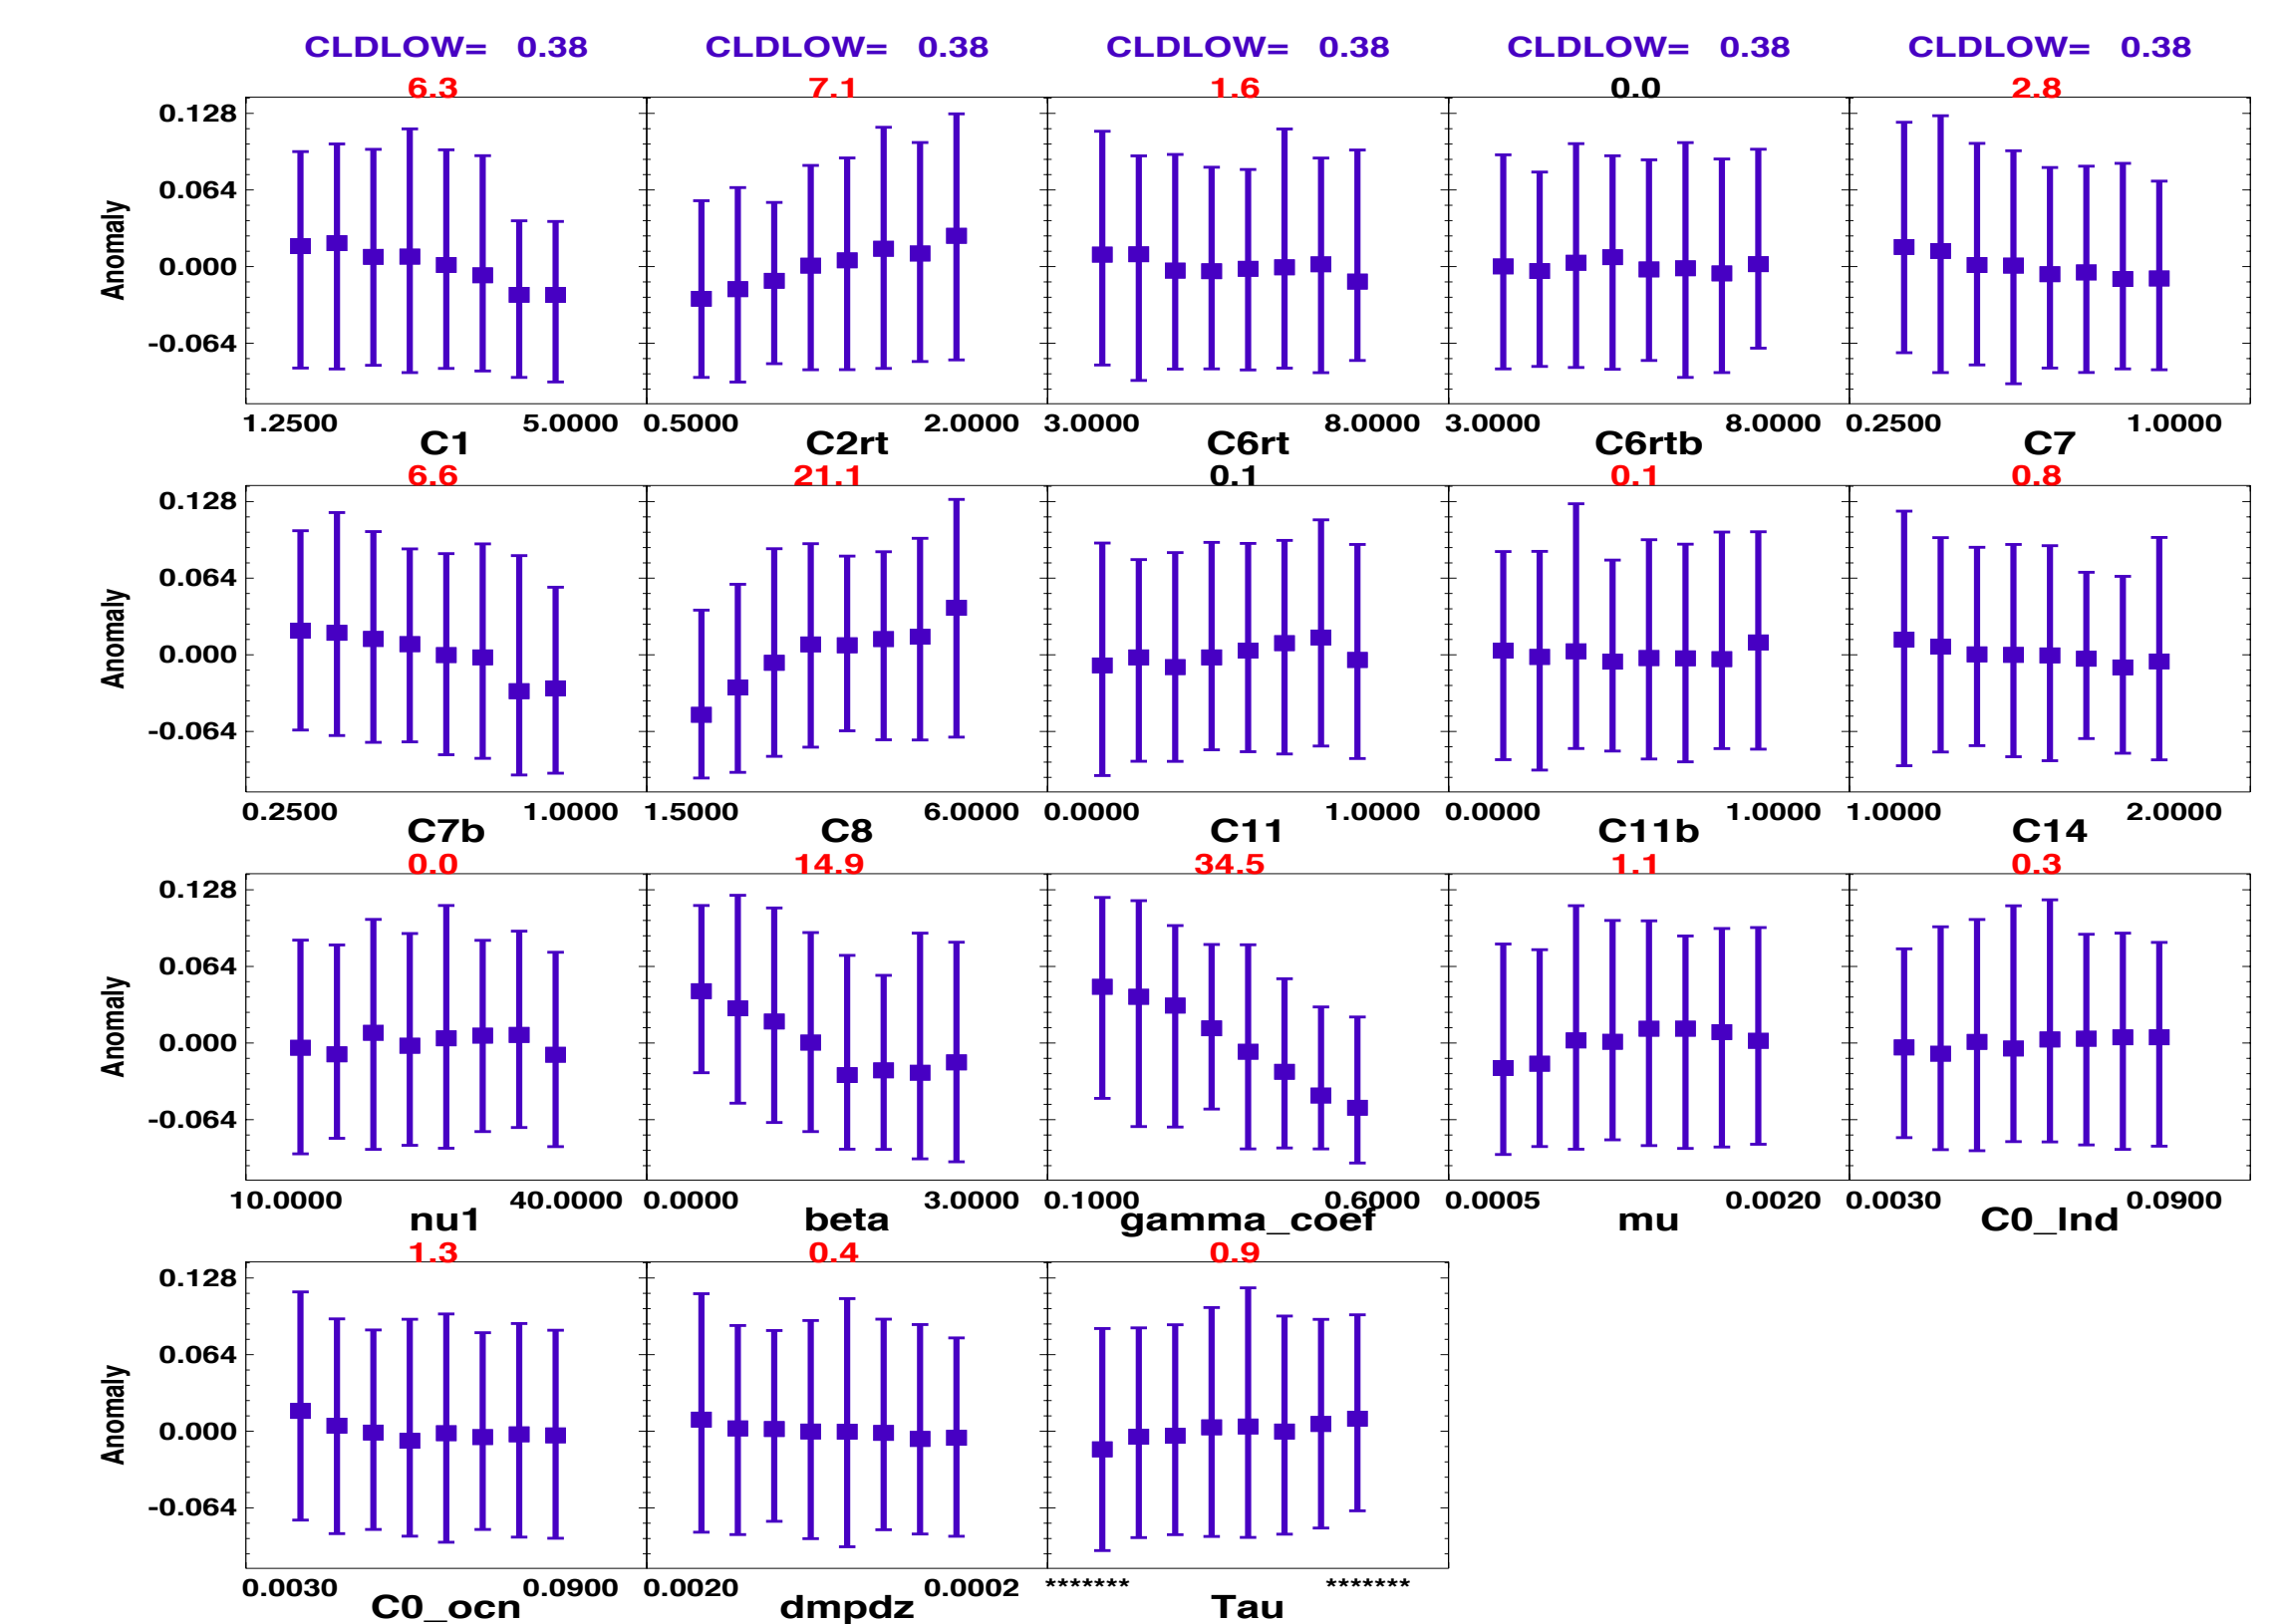 CLDLOW= 0.38 CLDLOW= 0.38 CLDLOW= 0.38 CLDLOW= 0.38 CLDLOW= 0.38
6.3 7.1 1.6 0.0 2.8
0.128
0.064
0.000
-0.064
Anomaly
1.2500 5.0000 0.5000 2.0000 3.0000 8.0000 3.0000 8.0000 0.2500 1.0000
C1 C2rt C6rt C6rtb C7
6.6 21.1 0.1 0.1 0.8
0.128
0.064
0.000
-0.064
Anomaly
0.2500 1.0000 1.5000 6.0000 0.0000 1.0000 0.0000 1.0000 1.0000 2.0000
C7b C8 C11 C11b C14
0.0 14.9 34.5 1.1 0.3
0.128
0.064
0.000
-0.064
Anomaly
10.0000 40.0000 0.0000 3.0000 0.1000 0.6000 0.0005 0.0020 0.0030 0.0900
nu1 beta gamma_coef mu C0_lnd
1.3 0.4 0.9
0.128
0.064
0.000
-0.064
Anomaly
0.0030 0.0900 0.0020 0.0002 ******* *******
C0_ocn dmpdz Tau